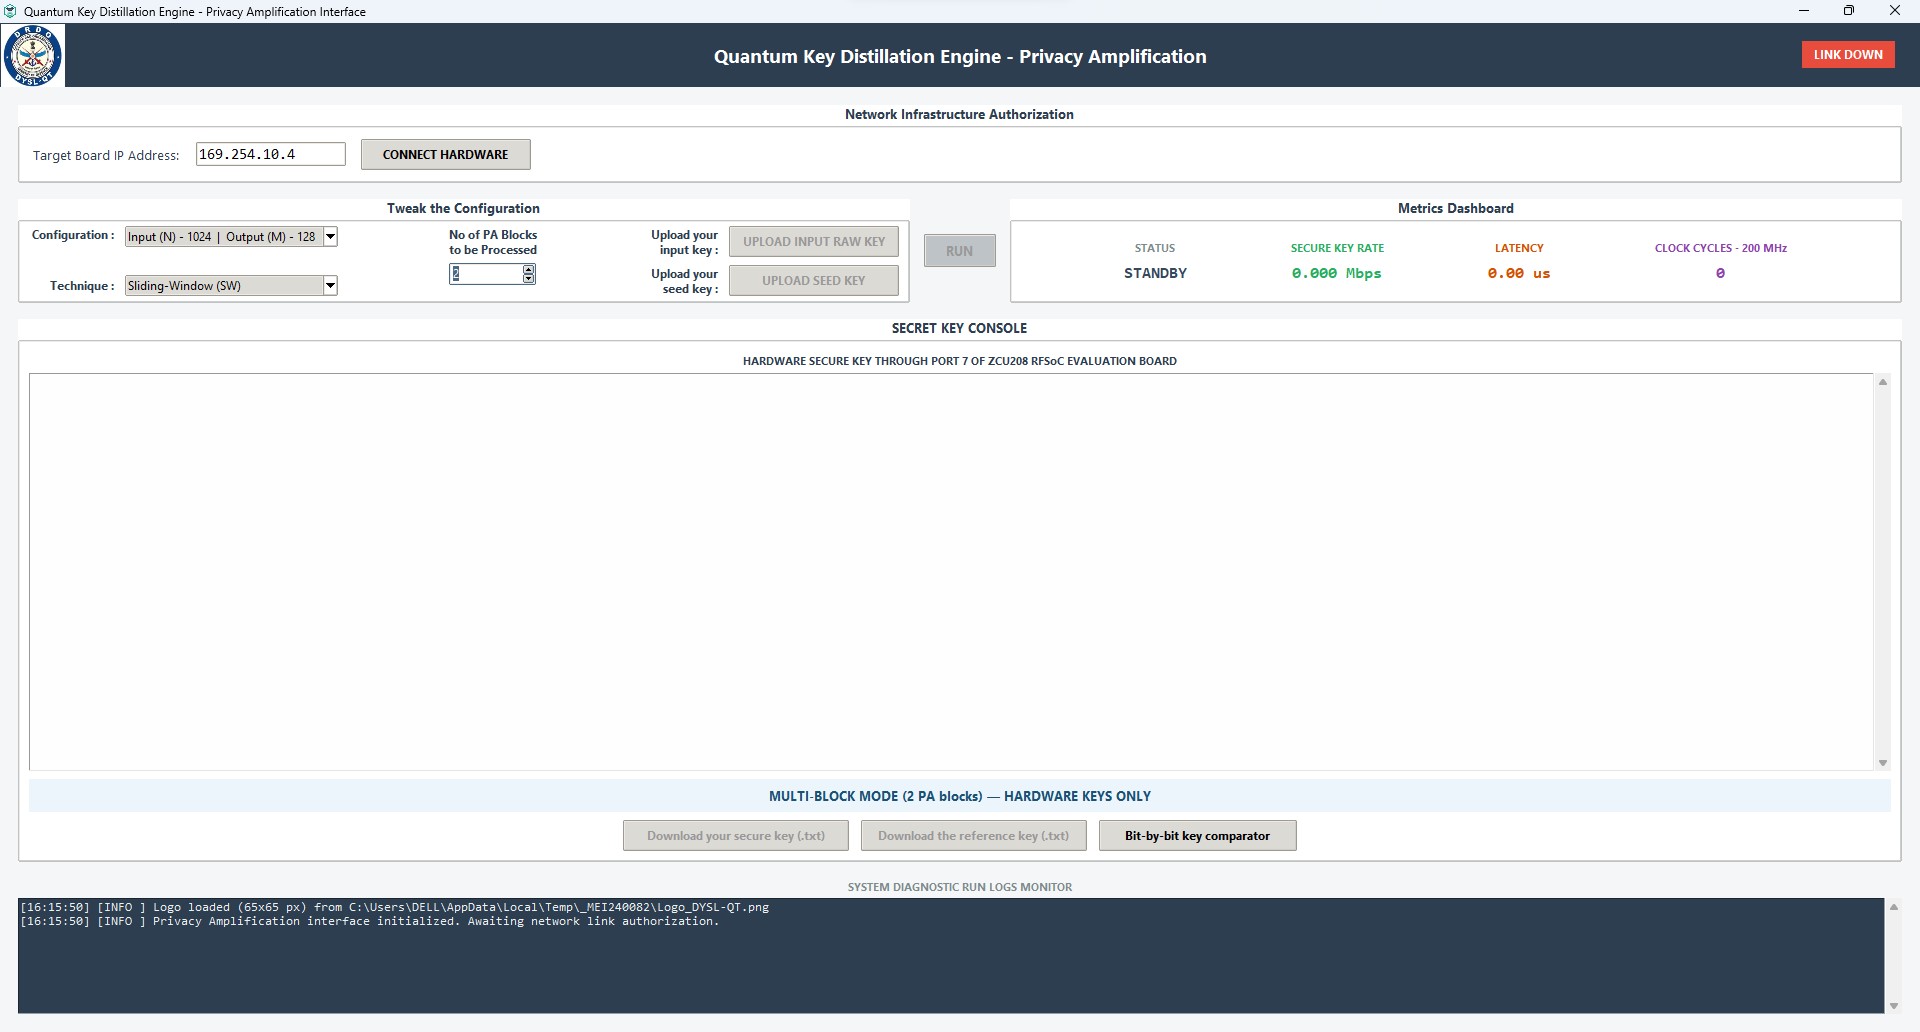 Quantum Key Distillation Engine - Privacy Amplification Interface
DRDO
DYSL-QT
Quantum Key Distillation Engine - Privacy Amplification
LINK DOWN
Network Infrastructure Authorization
Target Board IP Address: 169.254.10.4 CONNECT HARDWARE
Tweak the Configuration
Configuration : Input (N) - 1024 | Output (M) - 128
Technique : Sliding-Window (SW)
No of PA Blocks
to be Processed
2
Upload your
input key :
UPLOAD INPUT RAW KEY
Upload your
seed key :
UPLOAD SEED KEY
RUN
Metrics Dashboard
STATUS
STANDBY
SECURE KEY RATE
0.000 Mbps
LATENCY
0.00 us
CLOCK CYCLES - 200 MHz
0
SECRET KEY CONSOLE
HARDWARE SECURE KEY THROUGH PORT 7 OF ZCU208 RFSoC EVALUATION BOARD
MULTI-BLOCK MODE (2 PA blocks) — HARDWARE KEYS ONLY
Download your secure key (.txt) Download the reference key (.txt) Bit-by-bit key comparator
SYSTEM DIAGNOSTIC RUN LOGS MONITOR
[16:15:50] [INFO ] Logo loaded (65x65 px) from C:\Users\DELL\AppData\Local\Temp\_MEI240082\Logo_DYSL-QT.png
[16:15:50] [INFO ] Privacy Amplification interface initialized. Awaiting network link authorization.